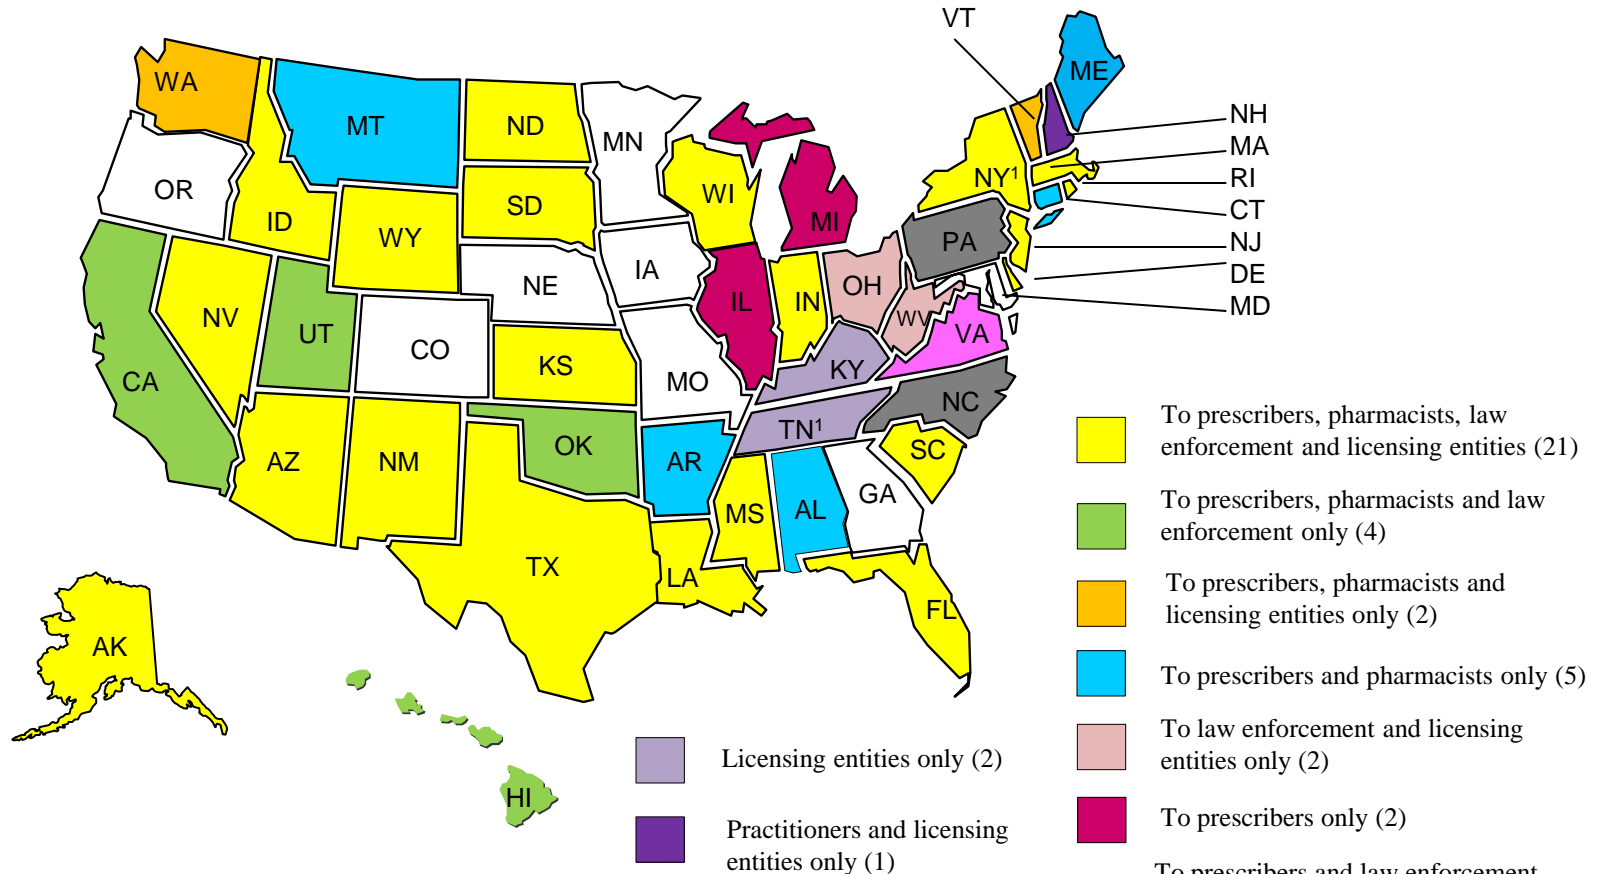 VT
ME
WA
NH
MT
ND
MN
MA
RI
OR
ID
SD
WI
NY¹
CT
WY
MI
PA
NJ
DE
MD
NE
IA
OH
NV
UT
CO
IL
IN
WV
VA
CA
KS
MO
KY
NC
TN¹
AZ
NM
OK
AR
SC
MS
AL
GA
TX
LA
FL
AK
HI
To prescribers, pharmacists, law
enforcement and licensing entities (21)
To prescribers, pharmacists and law
enforcement only (4)
To prescribers, pharmacists and
licensing entities only (2)
To prescribers and pharmacists only (5)
To law enforcement and licensing
entities only (2)
To prescribers only (2)
To prescribers and law enforcement
Licensing entities only (2)
Practitioners and licensing
entities only (1)